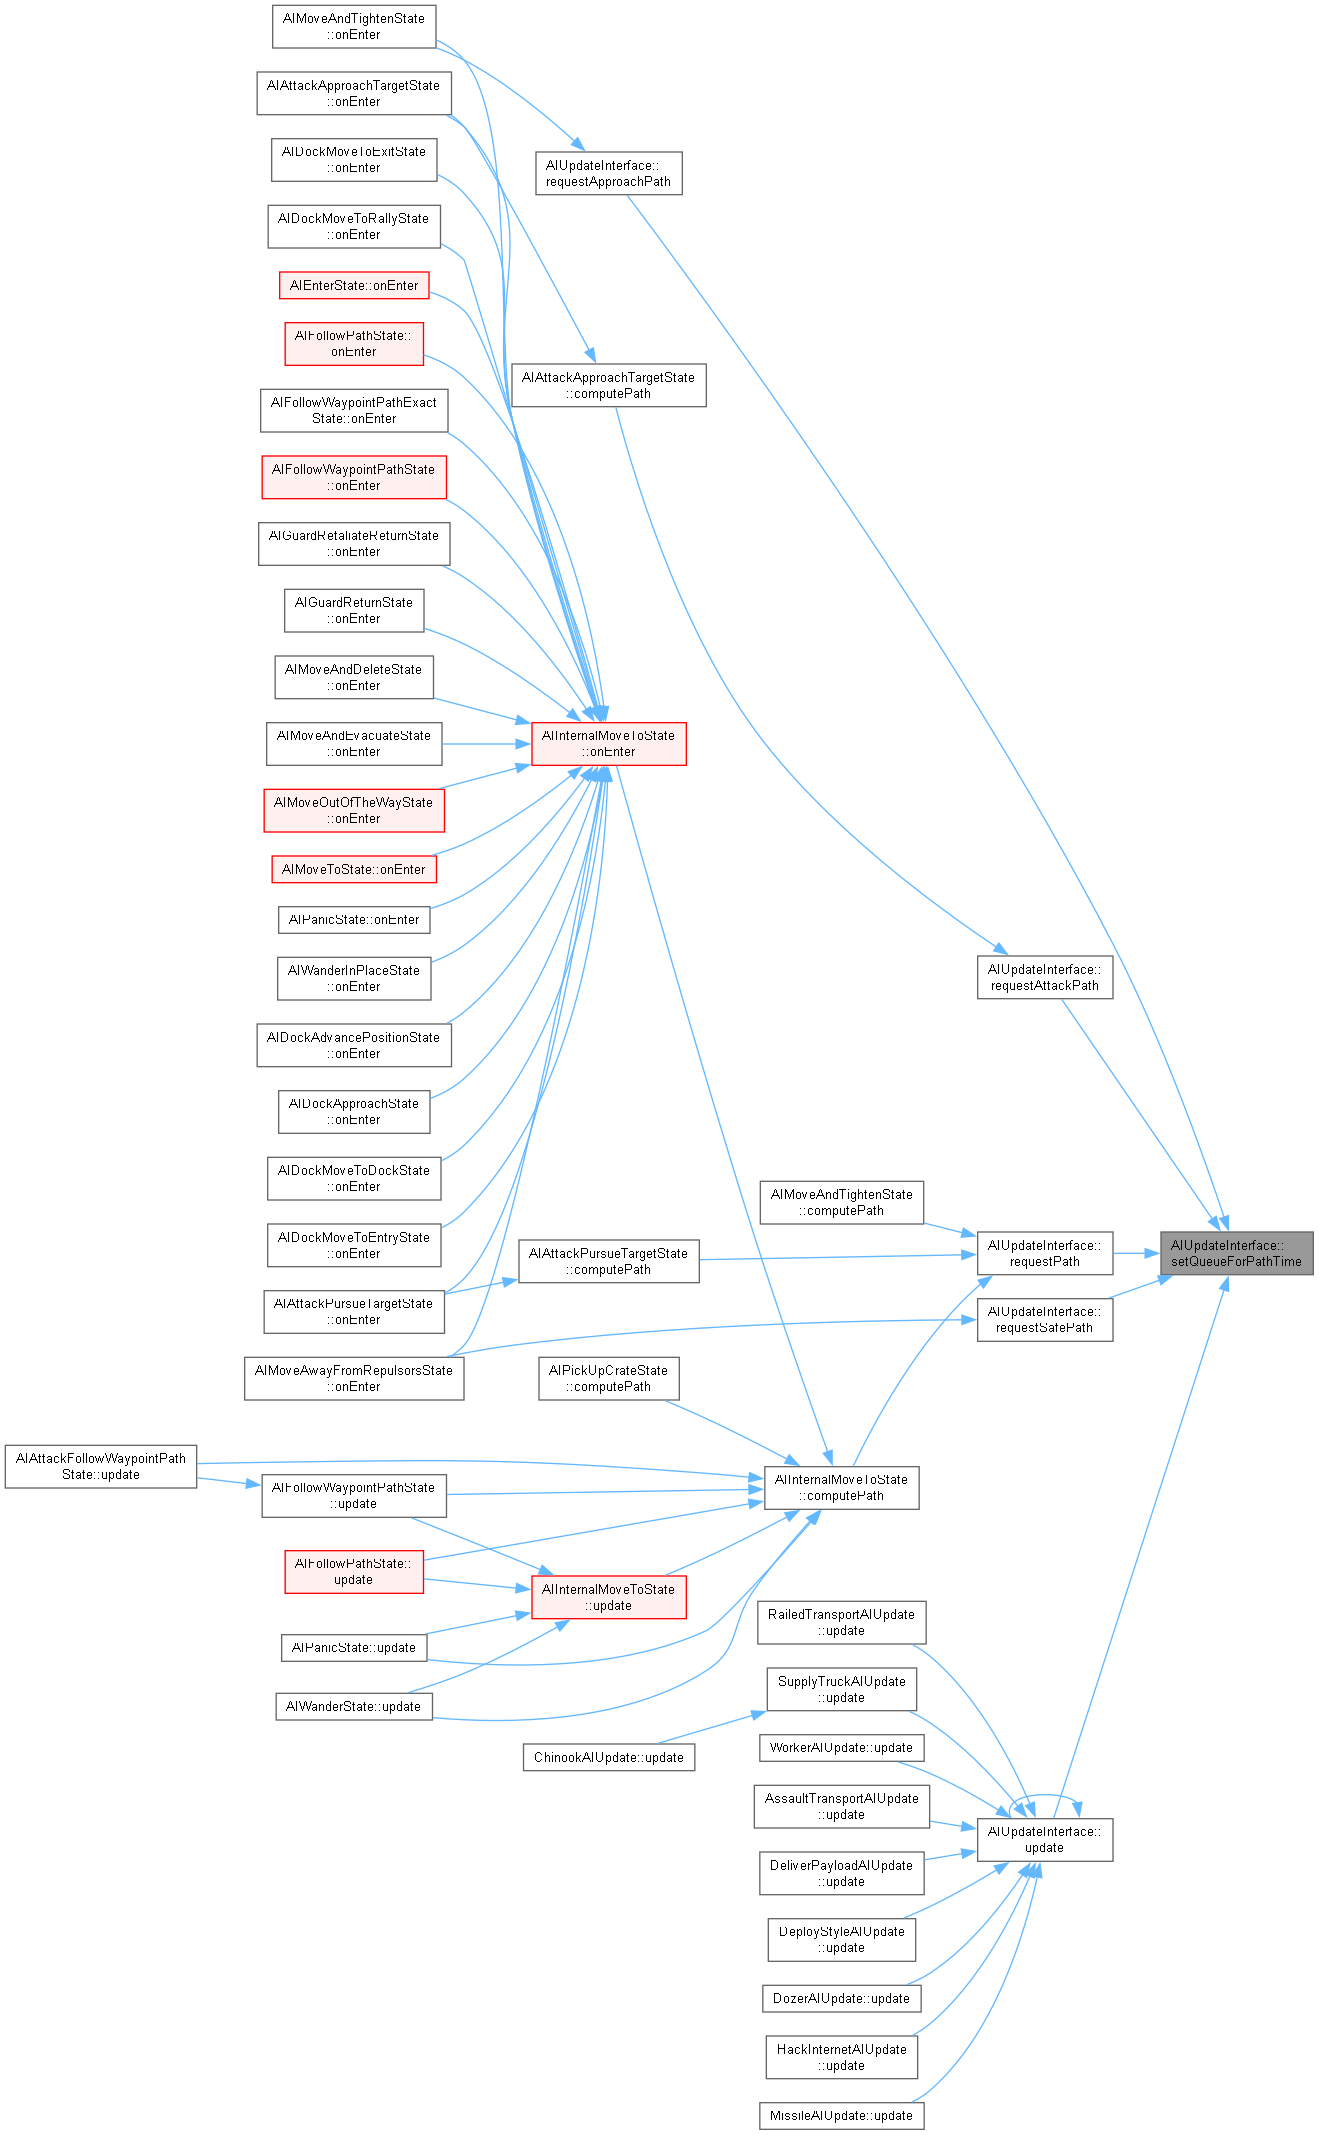 AIMoveAndTightenState
::onEnter
AIAttackApproachTargetState
::onEnter
AIDockMoveToExitState
::onEnter
AIDockMoveToRallyState
::onEnter
AIEnterState::onEnter
AIFollowPathState::
onEnter
AIFollowWaypointPathExact
State::onEnter
AIFollowWaypointPathState
::onEnter
AIGuardRetaliateReturnState
::onEnter
AIGuardReturnState
::onEnter
AIMoveAndDeleteState
::onEnter
AIMoveAndEvacuateState
::onEnter
AIMoveOutOfTheWayState
::onEnter
AIMoveToState::onEnter
AIPanicState::onEnter
AIWanderInPlaceState
::onEnter
AIDockAdvancePositionState
::onEnter
AIDockApproachState
::onEnter
AIDockMoveToDockState
::onEnter
AIDockMoveToEntryState
::onEnter
AIAttackPursueTargetState
::onEnter
AIMoveAwayFromRepulsorsState
::onEnter
AIAttackFollowWaypointPath
State::update
AIFollowWaypointPathState
::update
AIFollowPathState::
update
AIPanicState::update
AIWanderState::update
AIUpdateInterface::
requestApproachPath
AIAttackApproachTargetState
::computePath
AIInternalMoveToState
::onEnter
AIAttackPursueTargetState
::computePath
AIPickUpCrateState
::computePath
AIInternalMoveToState
::update
ChinookAIUpdate::update
AIMoveAndTightenState
::computePath
AIInternalMoveToState
::computePath
RailedTransportAIUpdate
::update
SupplyTruckAIUpdate
::update
WorkerAIUpdate::update
AssaultTransportAIUpdate
::update
DeliverPayloadAIUpdate
::update
DeployStyleAIUpdate
::update
DozerAIUpdate::update
HackInternetAIUpdate
::update
MissileAIUpdate::update
AIUpdateInterface::
requestAttackPath
AIUpdateInterface::
requestPath
AIUpdateInterface::
requestSafePath
AIUpdateInterface::
update
AIUpdateInterface::
setQueueForPathTime